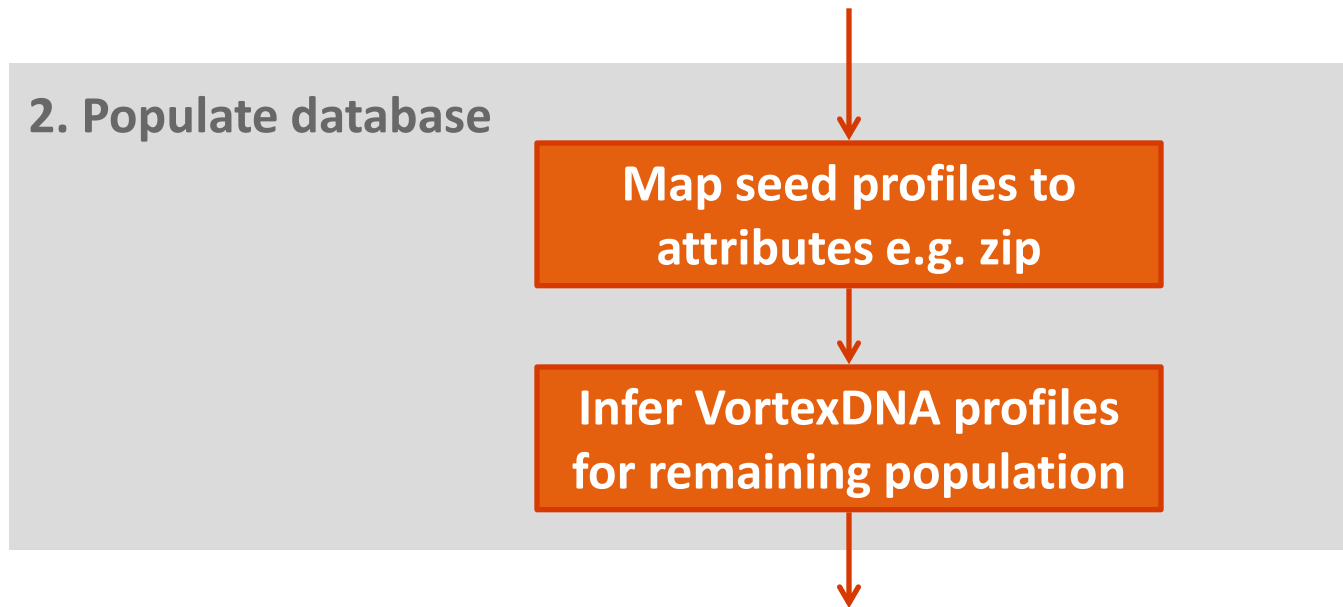 2. Populate database
Map seed profiles to
attributes e.g. zip
Infer VortexDNA profiles
for remaining population